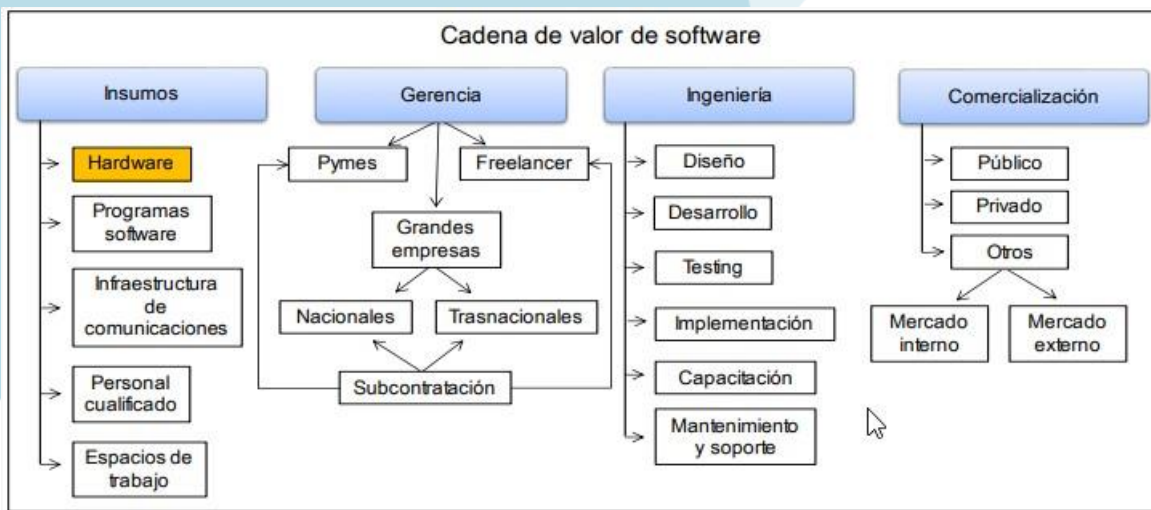 Cadena de valor de software
Insumos
Hardware
Programas
software
Infraestructura
de
comunicaciones
Personal
cualificado
Espacios de
trabajo
Gerencia
Pymes
Freelancer
Grandes
empresas
Nacionales
Trasnacionales
Subcontratación
Ingeniería
Diseño
Desarrollo
Testing
Implementación
Capacitación
Mantenimiento
y soporte
Comercialización
Público
Privado
Otros
Mercado
interno
Mercado
externo